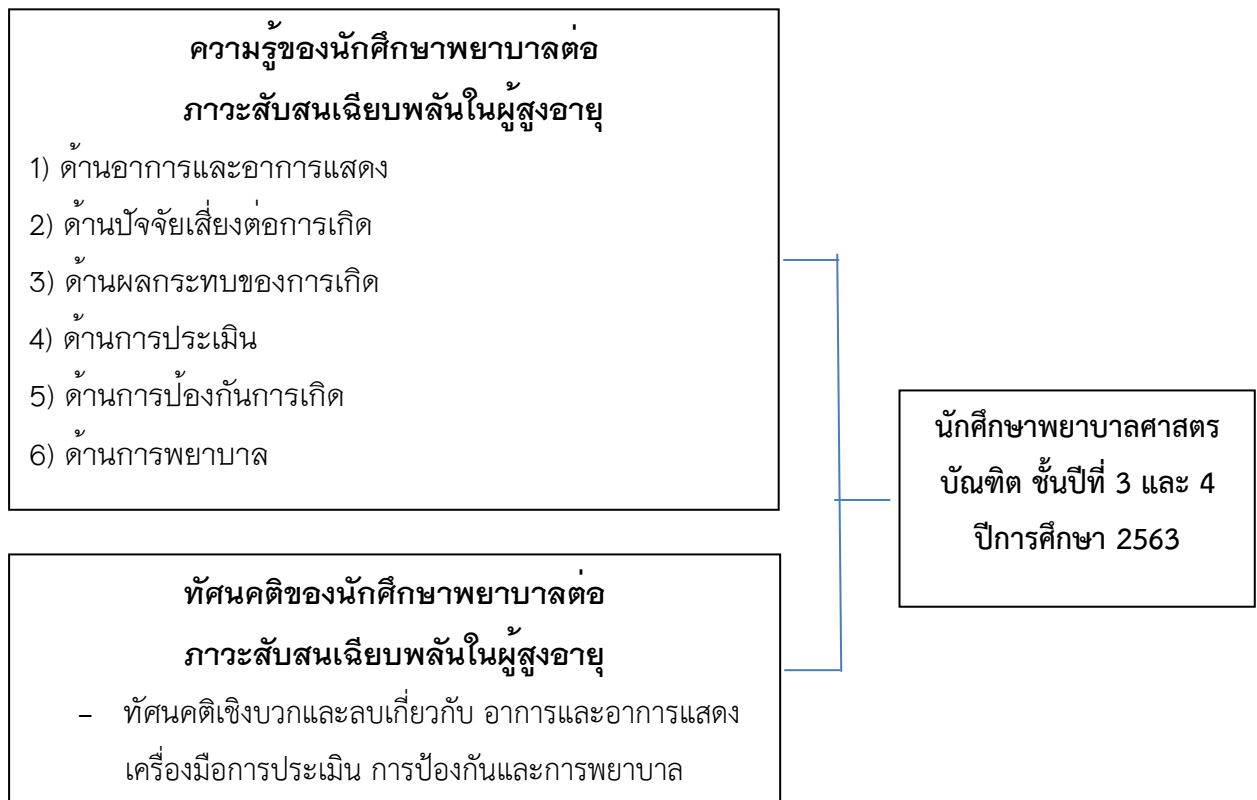 ความรู้ของนักศึกษาพยาบาลต่อ
ภาวะสับสนเฉียบพลันในผู้สูงอายุ
1) ด้านอาการและอาการแสดง
2) ด้านปัจจัยเสี่ยงต่อการเกิด
3) ด้านผลกระทบของการเกิด
4) ด้านการประเมิน
5) ด้านการป้องกันการเกิด
6) ด้านการพยาบาล
นักศึกษาพยาบาลศาสตร
บัณฑิต ชั้นปีที่ 3 และ 4
ปีการศึกษา 2563
ทัศนคติของนักศึกษาพยาบาลต่อ
ภาวะสับสนเฉียบพลันในผู้สูงอายุ
- ทัศนคติเชิงบวกและลบเกี่ยวกับ อาการและอาการแสดง
เครื่องมือการประเมิน การป้องกันและการพยาบาล